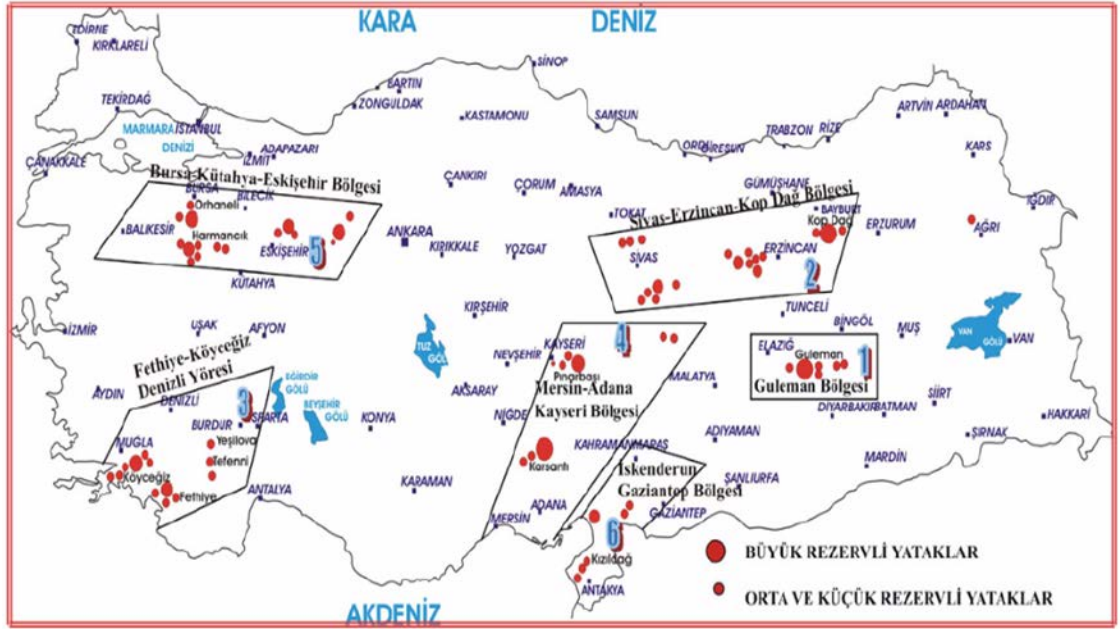 KARA DENİZ
EDİRNE
KIRKLARELİ
SİNOP
BARTIN
ZONGULDAK
TEKİRDAĞ
KASTAMONU
SAMSUN
ARTVİN ARDAHAN
MARMARA İSTANBUL
DENİZİ
TRABZON RİZE
ORDU GİRESUN
KARS
ADAPAZARI
İZMİT
ÇANAKKALE
Bursa-Kütahya-Eskişehir Bölgesi
ÇANKIRI
ÇORUM
AMASYA
GÜMÜŞHANE
BURSA
BİLECİK
Orhaneli
TOKAT
Sivas-Erzincan-Kop Dağ Bölgesi
BAYBURT
Kop Dağ
ERZURUM
IĞDIR
AĞRI
BALIKESİR
Harmancık
ESKİŞEHİR
5
ANKARA
KIRIKKALE
YOZGAT
SİVAS
ERZİNCAN
2
KÜTAHYA
TUNCELİ
KIRŞEHİR
İZMİR
UŞAK
AFYON
BİNGÖL
MUŞ
VAN
GÖLÜ
VAN
TUZ
GÖL
4
KAYSERİ
NEVŞEHİR
Pınarbaşı
ELAZIĞ
Guleman
1
Guleman Bölgesi
Fethiye-Köyceğiz
Denizli Yöresi
EĞİRDİR
GÖLÜ
BEYŞEHİR
GÖLÜ
AKSARAY
Mersin-Adana
Kayseri Bölgesi
MALATYA
AYDIN
DENİZLİ
3
BURDUR
ISPARTA
KONYA
NİĞDE
DİYARBAKIR
BATMAN
SİİRT
HAKKARİ
ŞIRNAK
MUĞLA
Yeşilova
Tefenni
Köyceğiz
Fethiye
ANTALYA
KARAMAN
KAHRAMANMARAŞ
ADIYAMAN
Karsantı
İskenderun
Gaziantep Bölgesi
ŞANLIURFA
MARDİN
MERSİN
ADANA
GAZİANTEP
6
Kızıldağ
ANTAKYA
BÜYÜK REZERVLİ YATAKLAR
ORTA VE KÜÇÜK REZERVLİ YATAKLAR
AKDENİZ